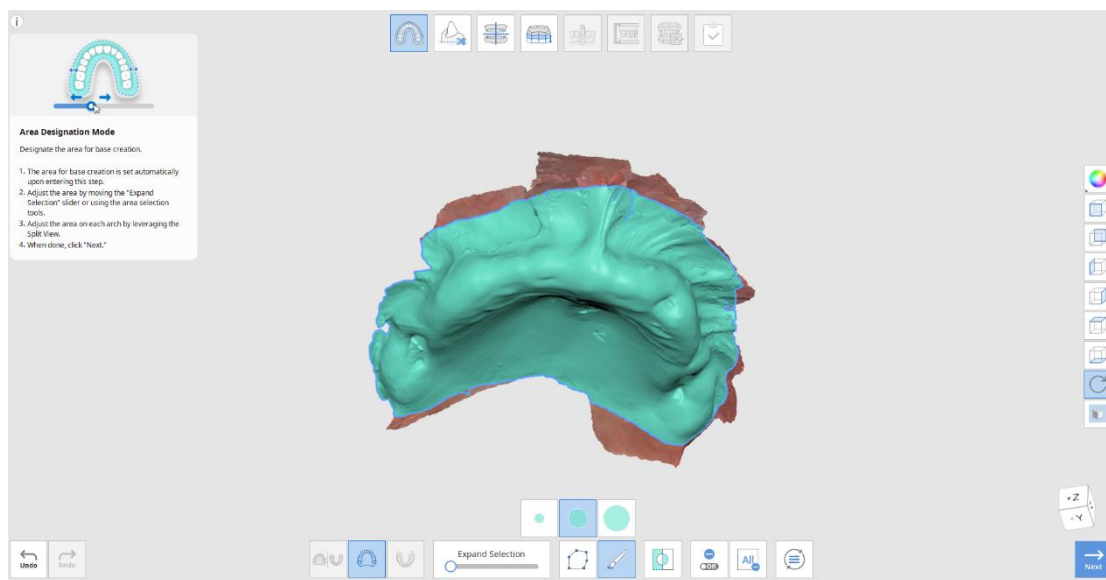 Area Designation Mode
Designate the area for base creation.
1. The area for base creation is set automatically
upon entering this step.
2. Adjust the area by moving the "Expand
Selection" slider or using the area selection
tools.
3. Adjust the area on each arch by leveraging the
Split View.
4. When done, click "Next."
+Z
-Y
Expand Selection
Undo
Redo
Off
All
Next